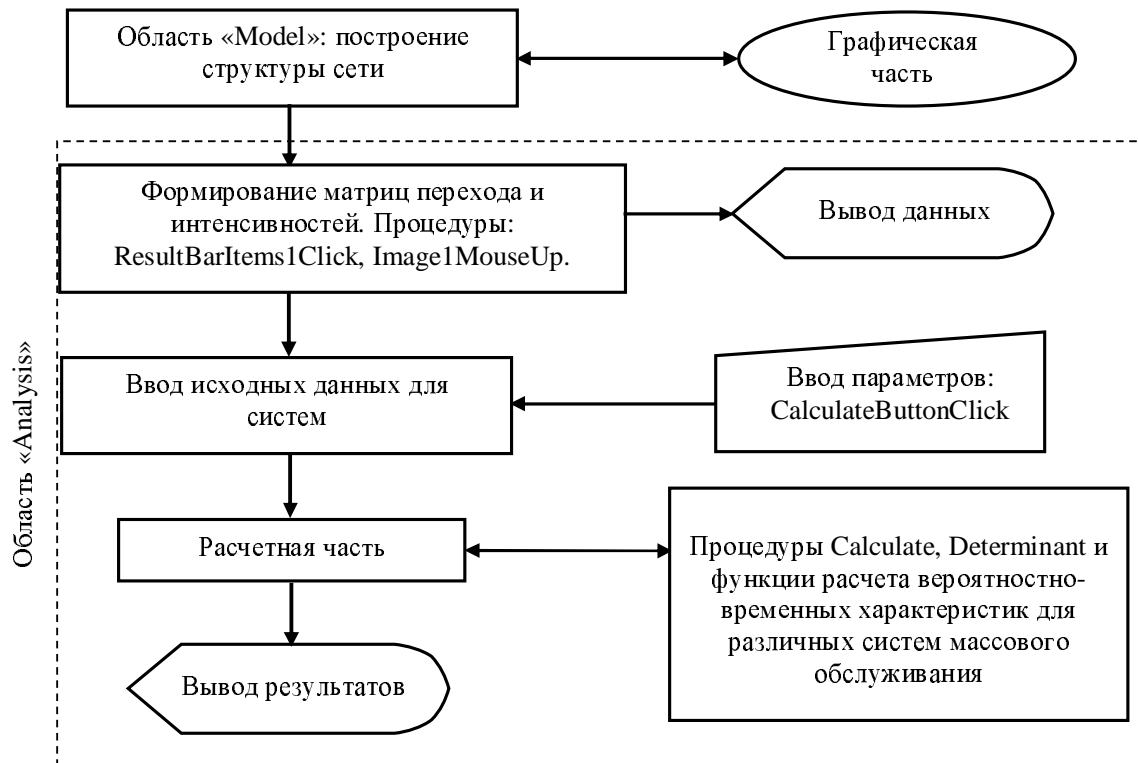 Область «Model»: построение
структуры сети
Графическая
часть
Формирование матриц перехода и
интенсивностей. Процедуры:
ResultBarItems1Click, Image1MouseUp.
Вывод данных
Область «Analysis»
Ввод исходных данных для
систем
Ввод параметров:
CalculateButtonClick
Расчетная часть
Процедуры Calculate, Determinant и
функции расчета вероятностно-
временных характеристик для
различных систем массового
обслуживания
Вывод результатов